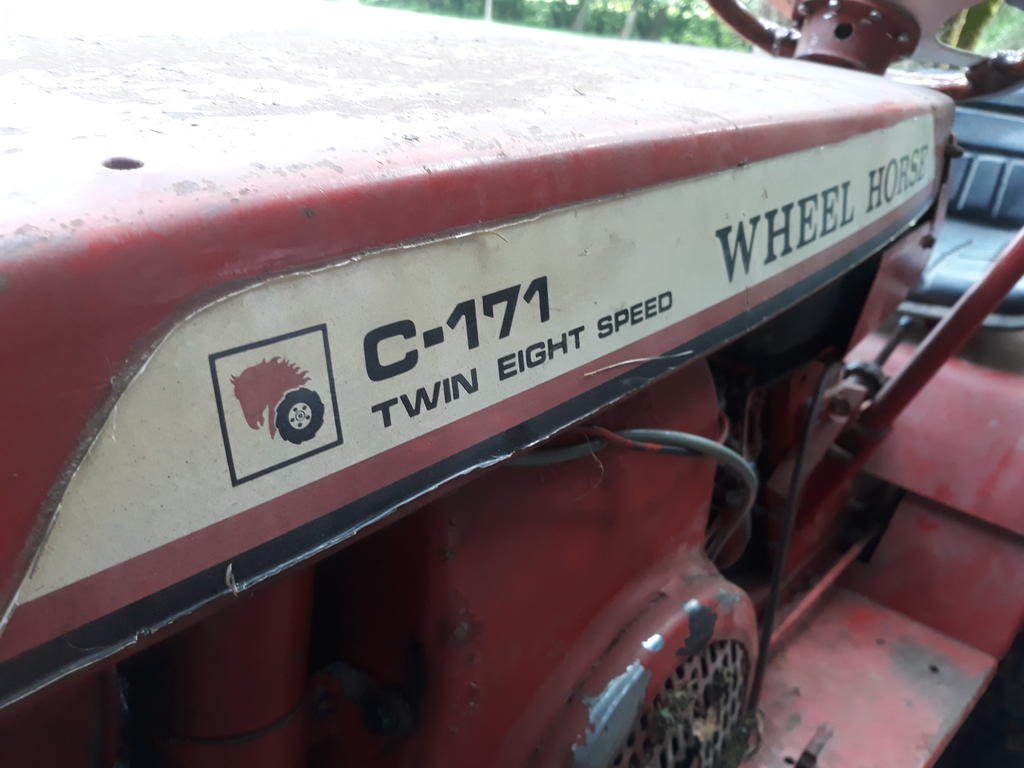 C-171
TWIN EIGHT SPEED
WHEEL HORSE